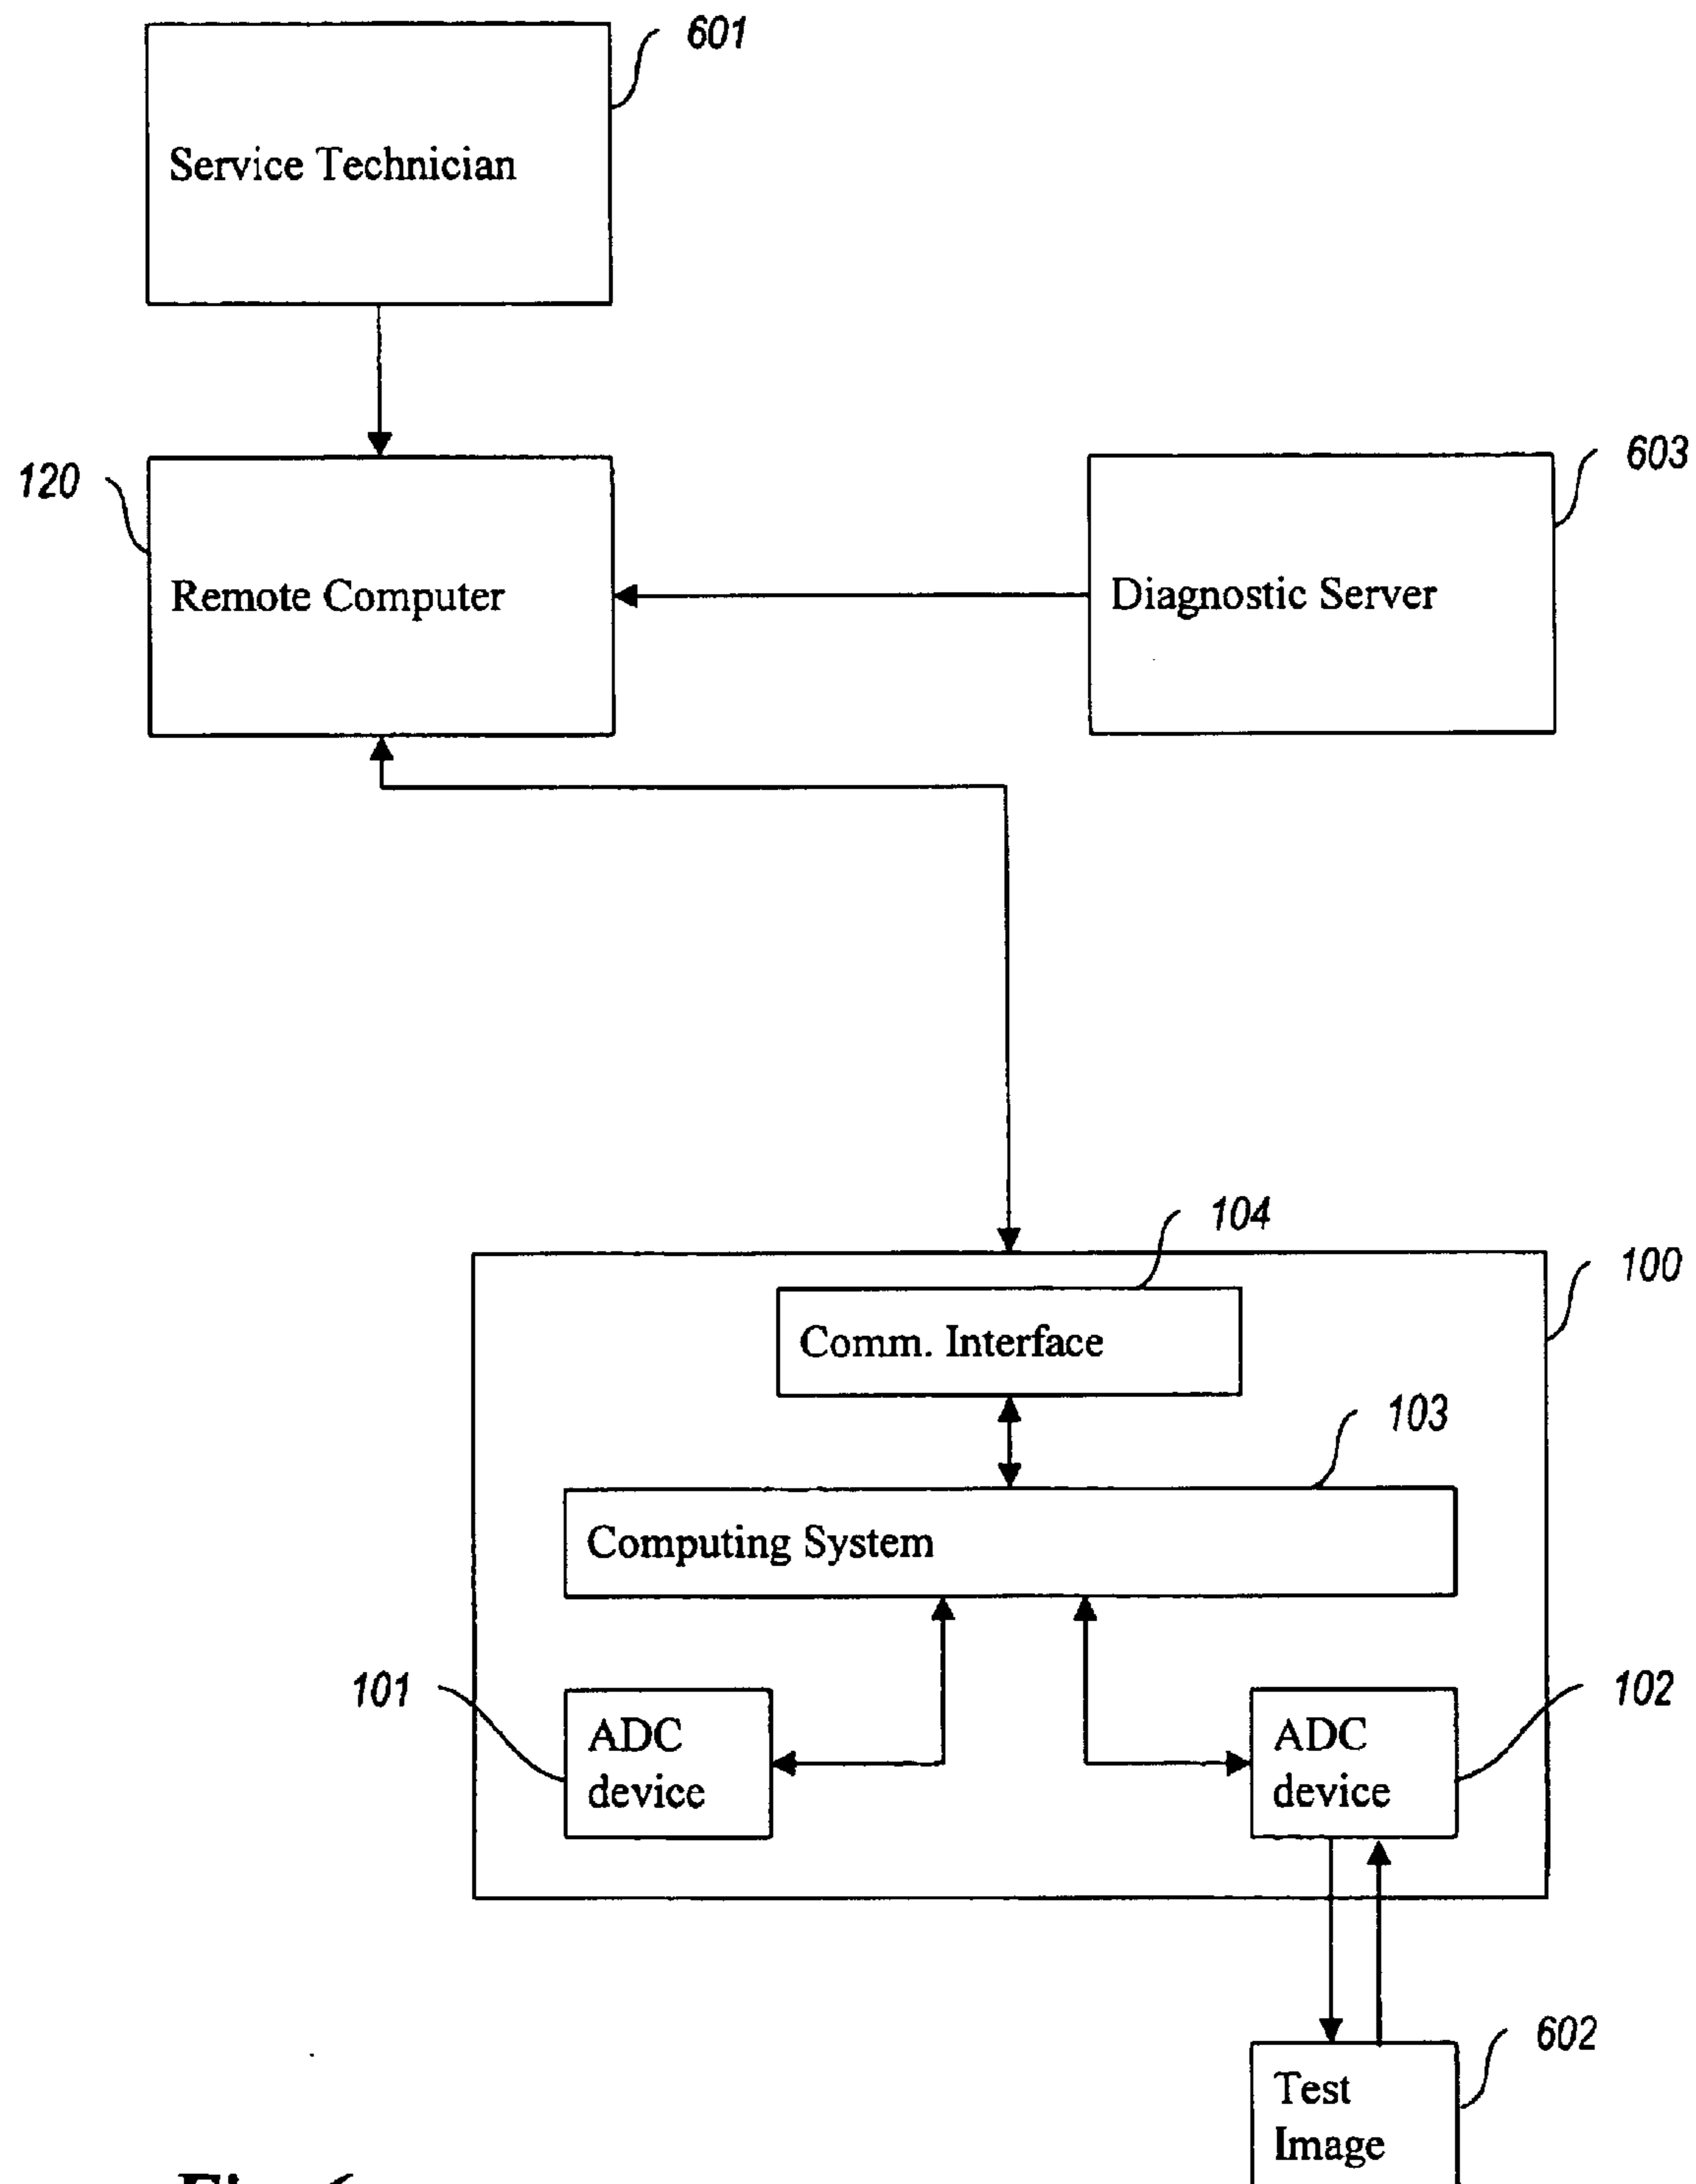 601
Service Technician
120
603
Remote Computer
Diagnostic Server
104
100
Comm. Interface
103
Computing System
101
102
ADC
device
ADC
device
602
Test
Image